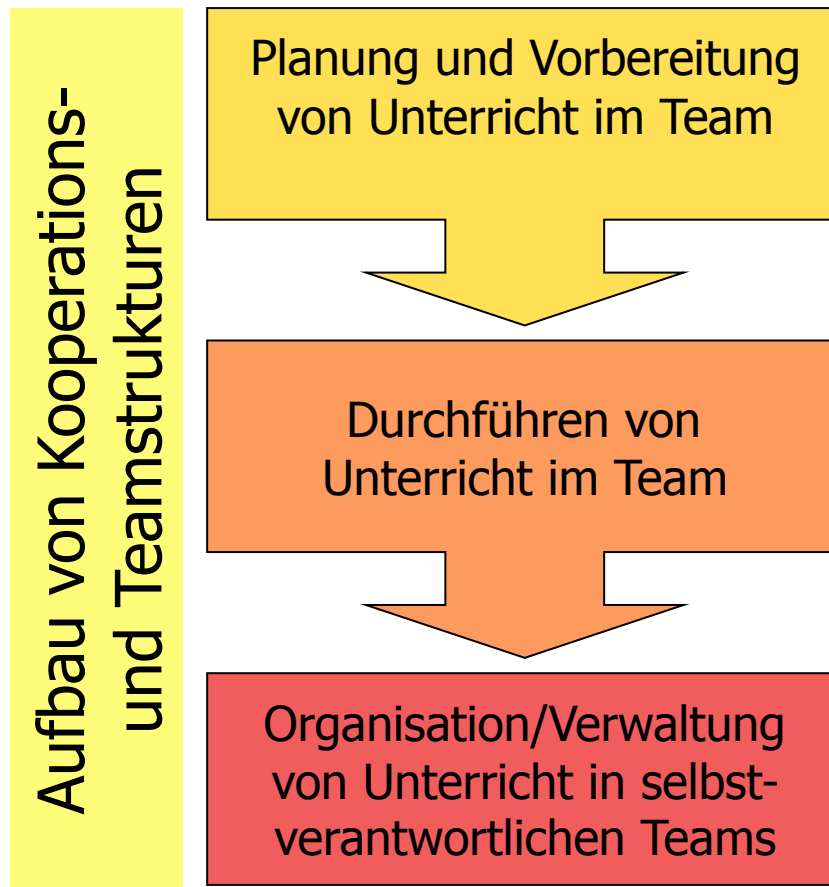 Aufbau von Kooperations-
und Teamstrukturen
Planung und Vorbereitung
von Unterricht im Team
Durchführen von
Unterricht im Team
Organisation/Verwaltung
von Unterricht in selbst-
verantwortlichen Teams